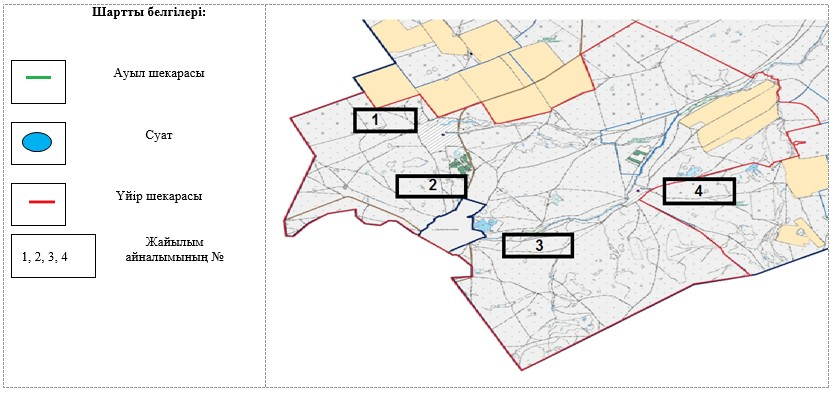 Шартты белгілері:
Ауыл шекарасы
Суат
Үйір шекарасы
1, 2, 3, 4
Жайылым
айналымының №
1
2
3
4